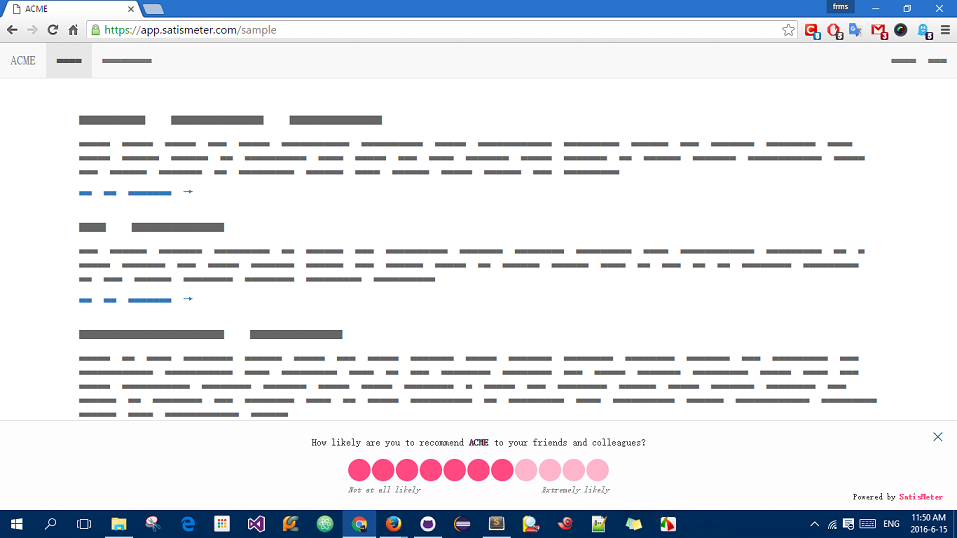 ACME
frms
https://app.satismeter.com/sample
ACME
How likely are you to recommend ACME to your friends and colleagues?
Not at all likely
Extremely likely
Powered by SatisMeter
11:50 AM
ENG
2016-6-15